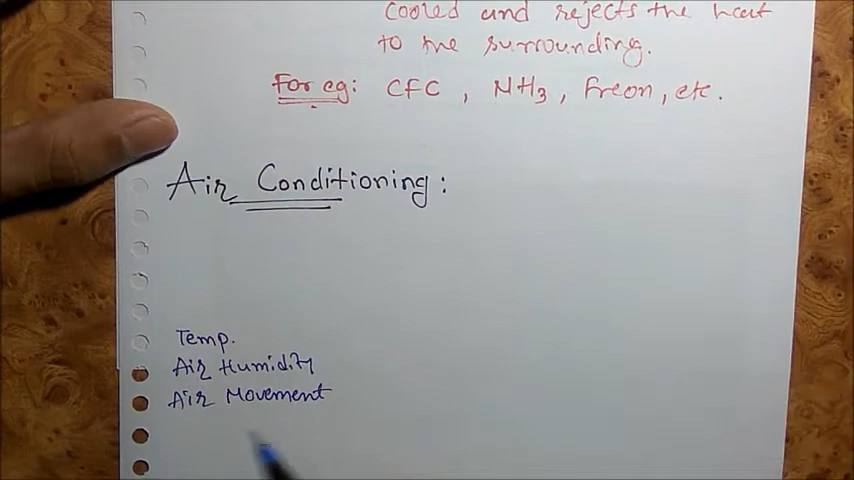 cooled and rejects the heat
to the surrounding.
For eg: CFC, NH3, Freon, etc.
Air Conditioning:
Temp.
Air Humidity
Air Movement